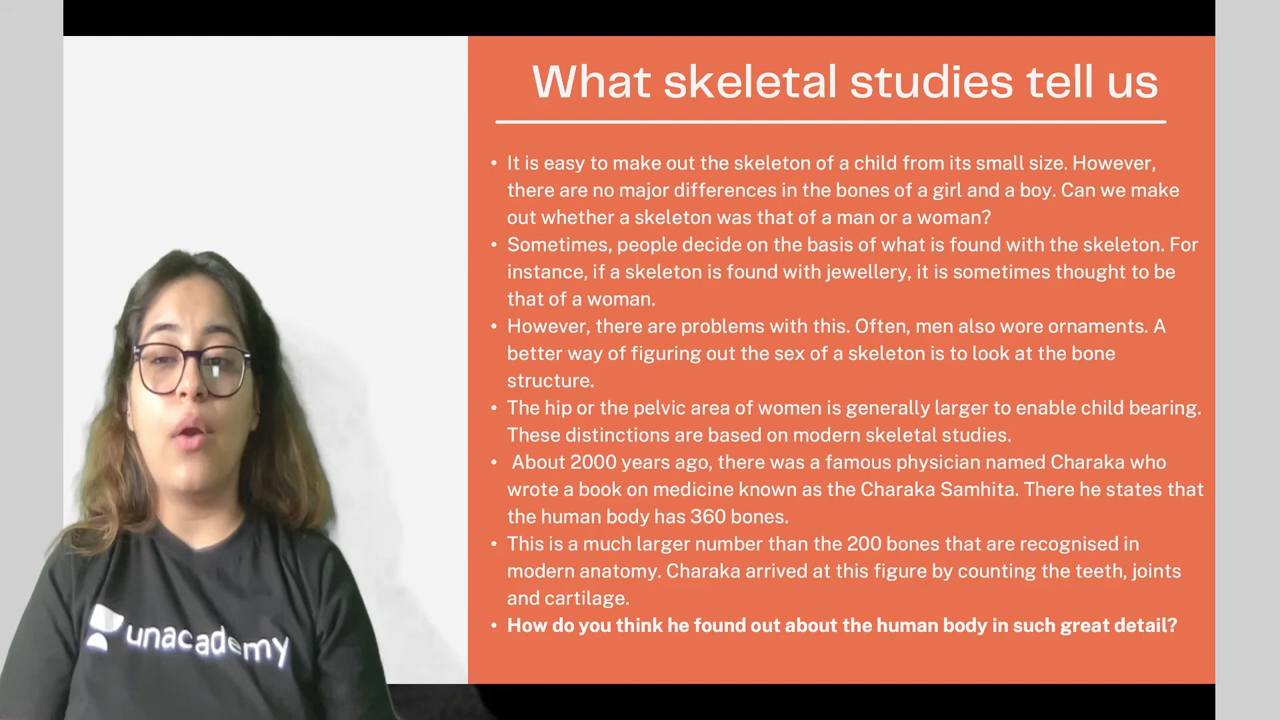 What skeletal studies tell us
• It is easy to make out the skeleton of a child from its small size. However,
there are no major differences in the bones of a girl and a boy. Can we make
out whether a skeleton was that of a man or a woman?
• Sometimes, people decide on the basis of what is found with the skeleton. For
instance, if a skeleton is found with jewellery, it is sometimes thought to be
that of a woman.
• However, there are problems with this. Often, men also wore ornaments. A
better way of figuring out the sex of a skeleton is to look at the bone
structure.
• The hip or the pelvic area of women is generally larger to enable child bearing.
These distinctions are based on modern skeletal studies.
• About 2000 years ago, there was a famous physician named Charaka who
wrote a book on medicine known as the Charaka Samhita. There he states that
the human body has 360 bones.
• This is a much larger number than the 200 bones that are recognised in
modern anatomy. Charaka arrived at this figure by counting the teeth, joints
and cartilage.
• How do you think he found out about the human body in such great detail?
unacademy